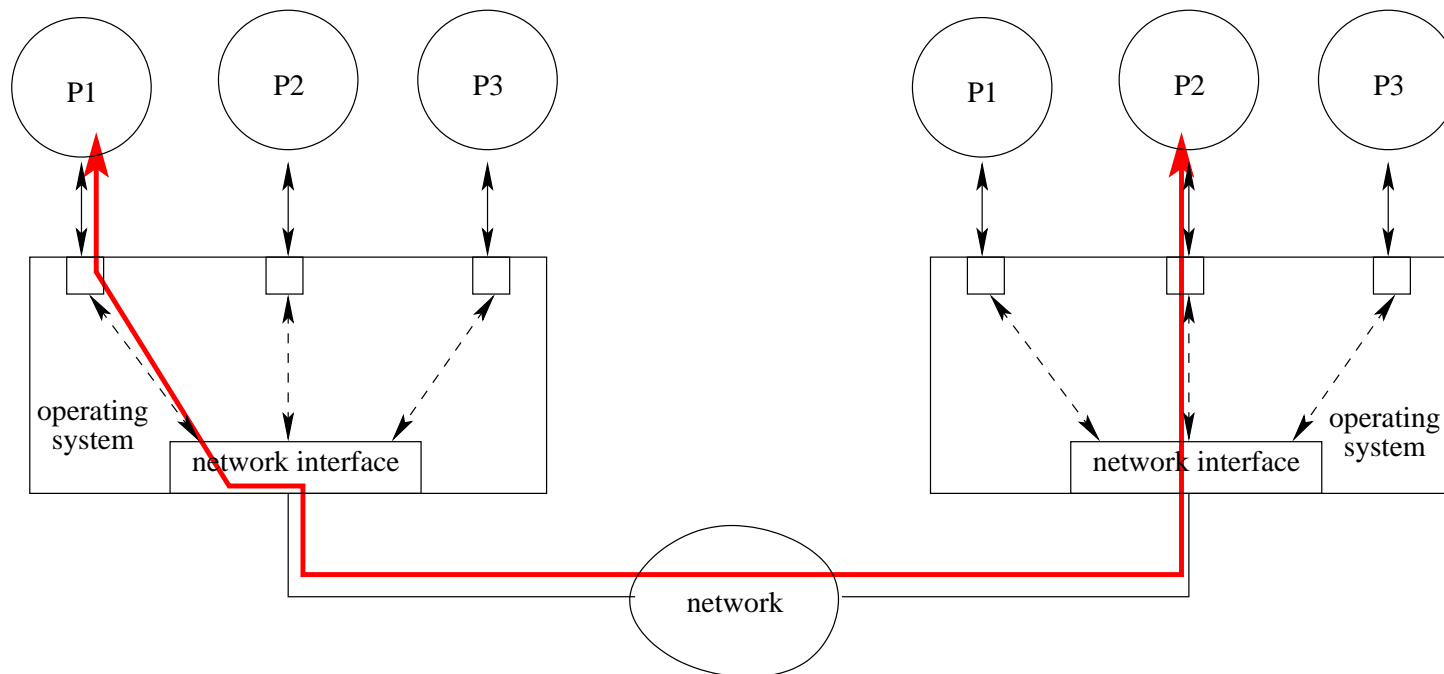 P1
P2
P3
P1
P2
P3
operating
system
network interface
operating
system
network interface
network